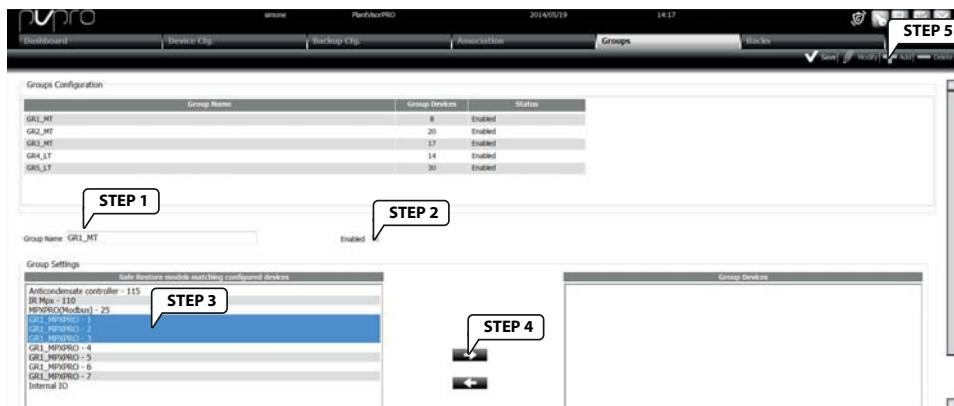 pvpro simone PlantVisorPRO 2014/05/19 14:17
STEP 5
Dashboard Device Cfg. Backup Cfg. Association Groups Racks
Save Modify Add Delete
Groups Configuration
Group Name Group Devices Status
GR1_MT 8 Enabled
GR2_MT 20 Enabled
GR3_MT 17 Enabled
GR4_LT 14 Enabled
GR5_LT 30 Enabled
STEP 1
STEP 2
Group Name GR1_MT Enabled
Group Settings
Safe Restore models matching configured devices Group Devices
Anticondensate controller - 115
IR Mpx - 110
MPXPRO(Modbus) - 25
STEP 3
GR1_MPXPRO - 1
GR1_MPXPRO - 2
GR1_MPXPRO - 3
STEP 4
GR1_MPXPRO - 4
GR1_MPXPRO - 5
GR1_MPXPRO - 6
GR1_MPXPRO - 7
Internal IO